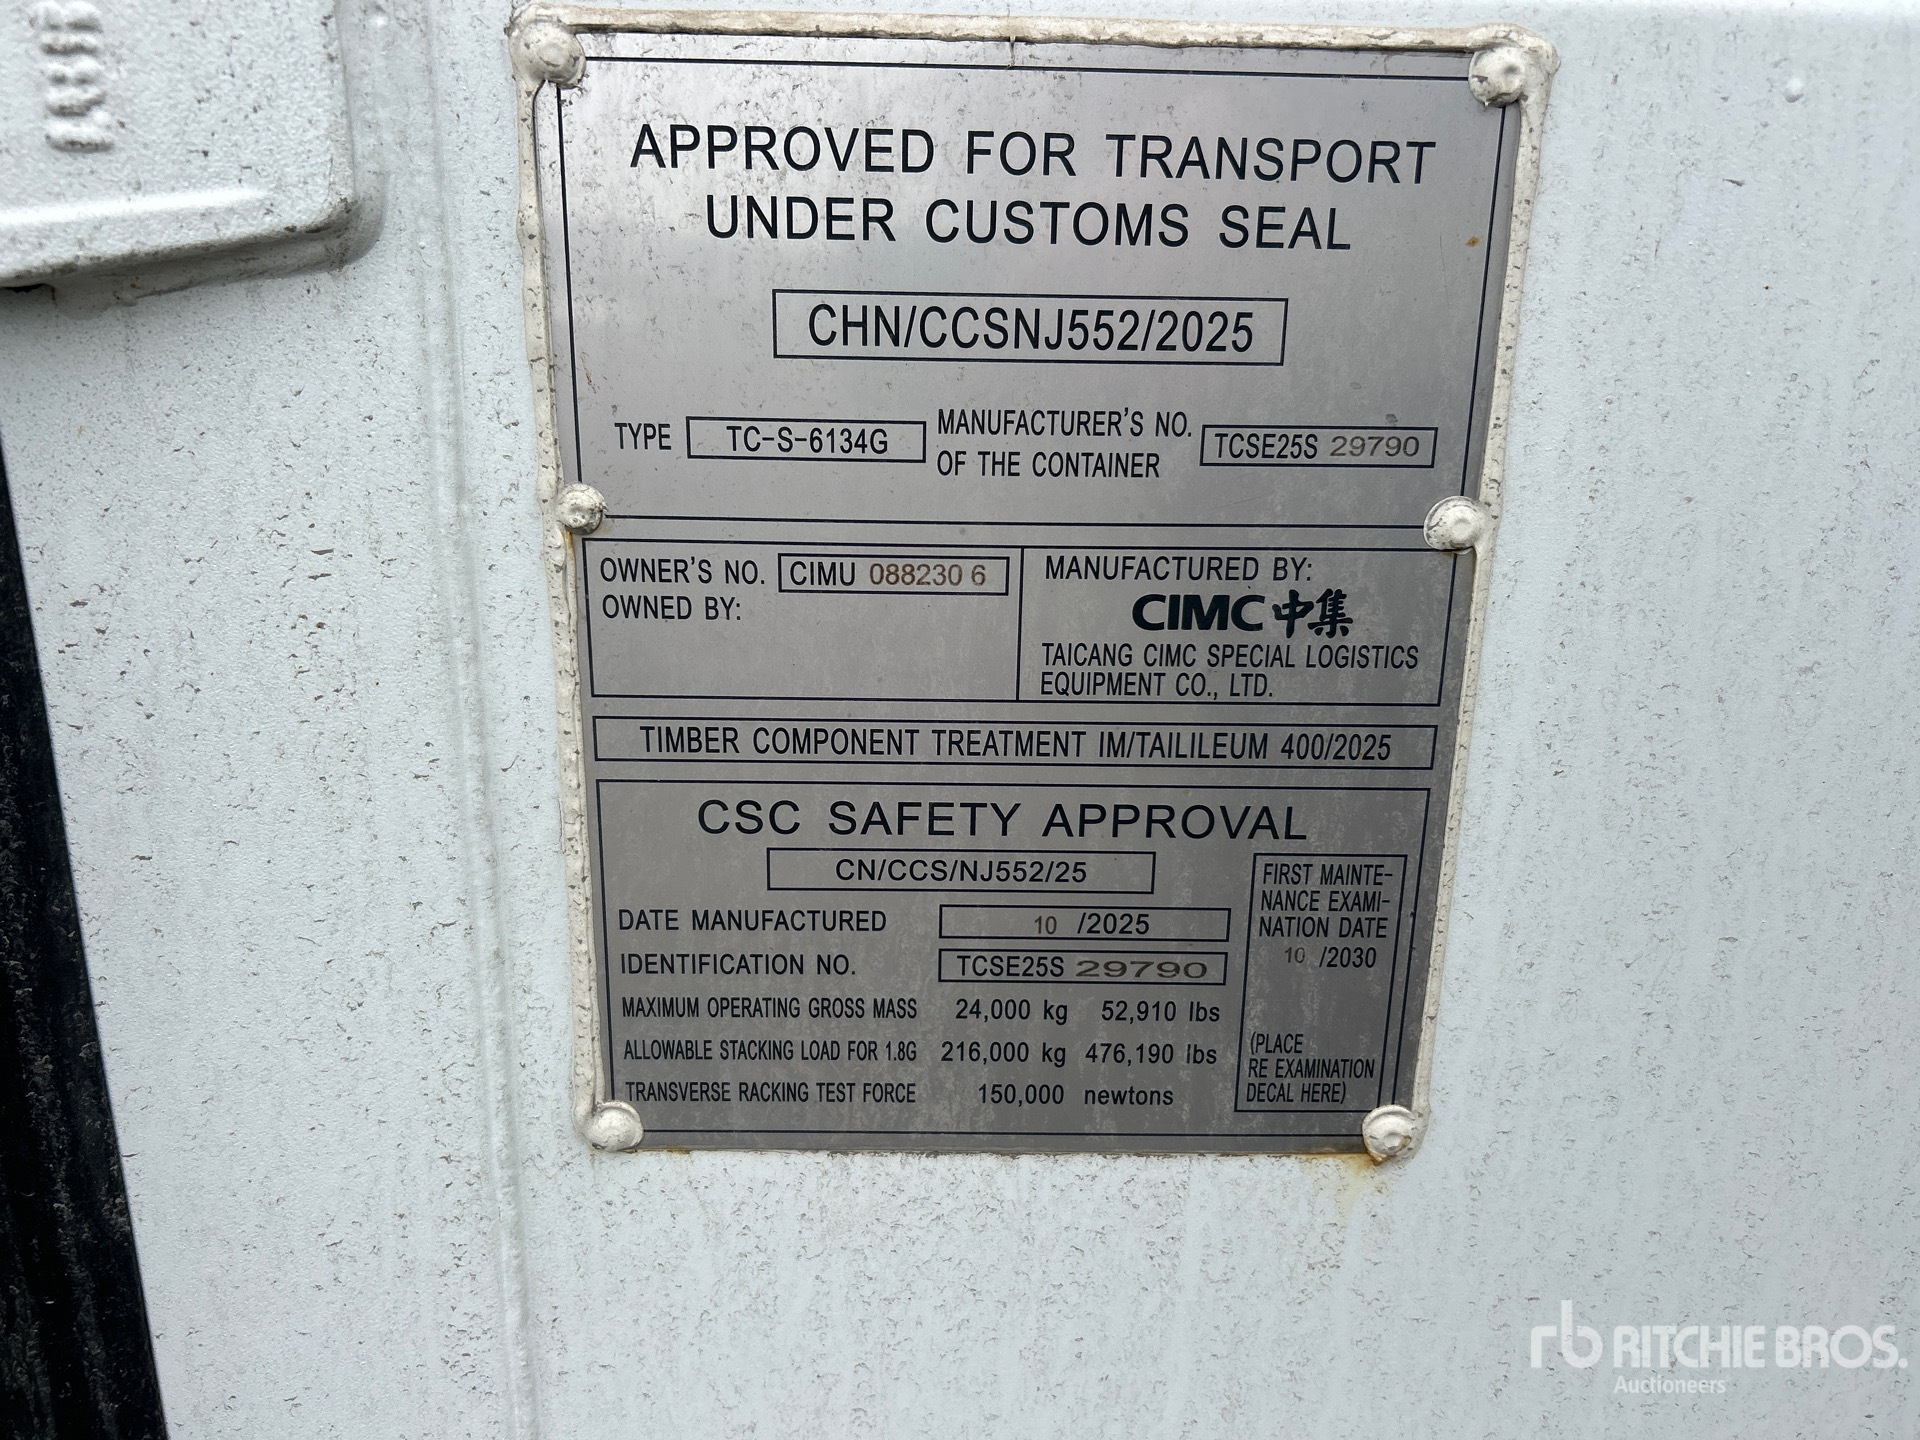 APPROVED FOR TRANSPORT
UNDER CUSTOMS SEAL
CHN/CCSNJ552/2025
TYPE TC-S-6134G
MANUFACTURER'S NO.
OF THE CONTAINER
TCSE25S 29790
OWNER'S NO. CIMU 088230 6
OWNED BY:
MANUFACTURED BY:
CIMC 中集
TAICANG CIMC SPECIAL LOGISTICS
EQUIPMENT CO., LTD.
TIMBER COMPONENT TREATMENT IM/TAILILEUM 400/2025
CSC SAFETY APPROVAL
CN/CCS/NJ552/25
DATE MANUFACTURED 10 /2025
IDENTIFICATION NO. TCSE25S 29790
MAXIMUM OPERATING GROSS MASS 24,000 kg 52,910 lbs
ALLOWABLE STACKING LOAD FOR 1.8G 216,000 kg 476,190 lbs
TRANSVERSE RACKING TEST FORCE 150,000 newtons
FIRST MAINTE-
NANCE EXAMI-
NATION DATE
10 /2030
(PLACE
RE EXAMINATION
DECAL HERE)
rb RITCHIE BROS.
Auctioneers